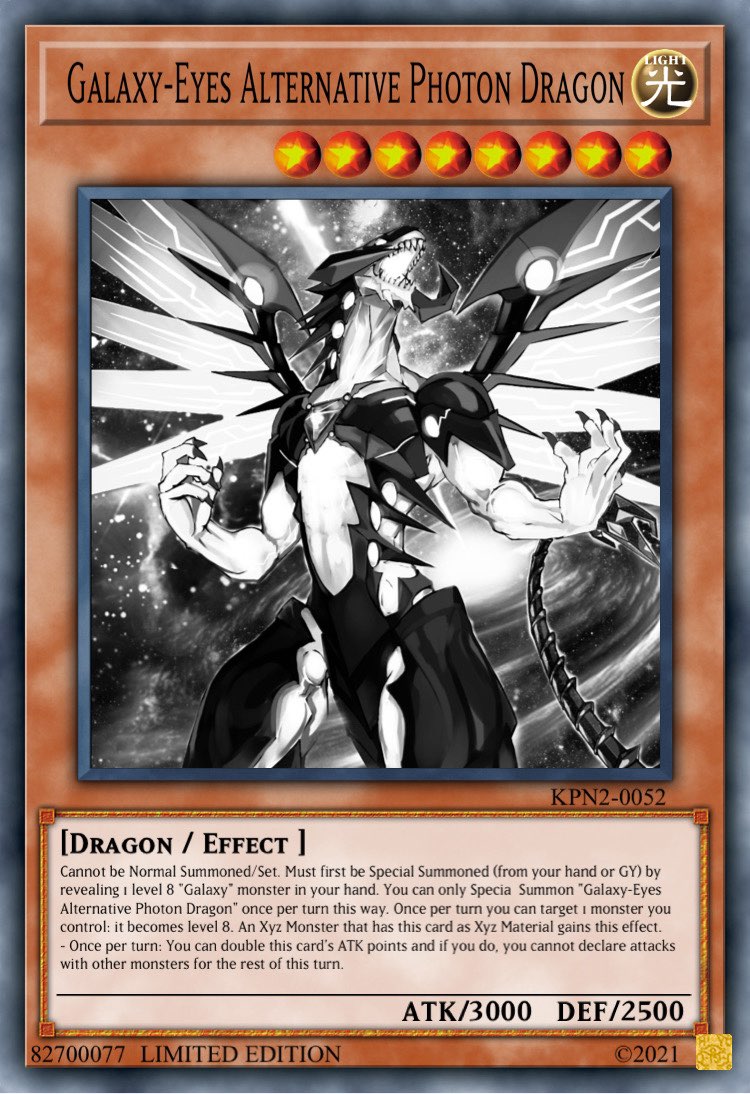 Galaxy-Eyes Alternative Photon Dragon
LIGHT
光
KPN2-0052
[Dragon / Effect ]
Cannot be Normal Summoned/Set. Must first be Special Summoned (from your hand or GY) by
revealing 1 level 8 "Galaxy" monster in your hand. You can only Specia Summon "Galaxy-Eyes
Alternative Photon Dragon" once per turn this way. Once per turn you can target 1 monster you
control: it becomes level 8. An Xyz Monster that has this card as Xyz Material gains this effect.
- Once per turn: You can double this card's ATK points and if you do, you cannot declare attacks
with other monsters for the rest of this turn.
ATK/3000 DEF/2500
82700077 LIMITED EDITION ©2021